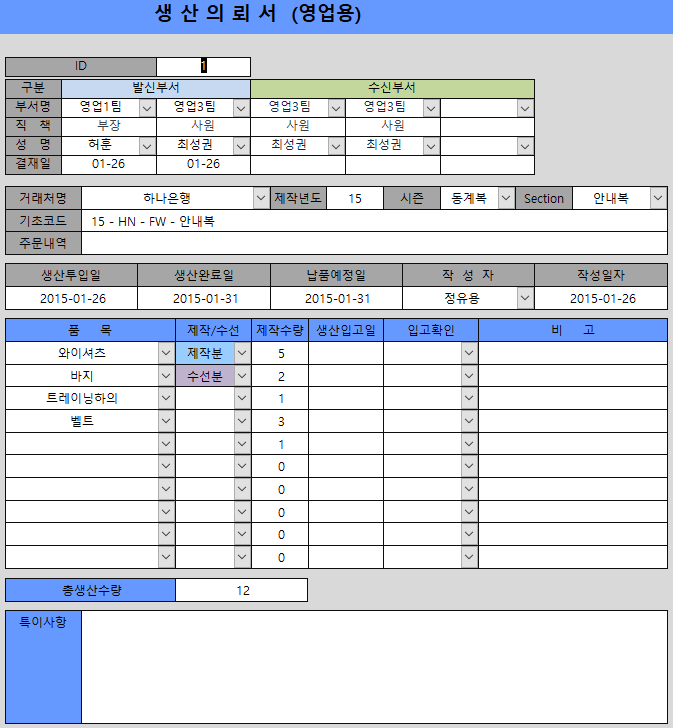 생 산 의 뢰 서 (영업용)
ID 1
구분 발신부서 수신부서
부서명 영업1팀 영업3팀 영업3팀 영업3팀
직 책 부장 사원 사원 사원
성 명 허훈 최성권 최성권 최성권
결재일 01-26 01-26
거래처명 하나은행 제작년도 15 시즌 동계복 Section 안내복
기초코드 15 - HN - FW - 안내복
주문내역
생산투입일 생산완료일 납품예정일 작 성 자 작성일자
2015-01-26 2015-01-31 2015-01-31 정유용 2015-01-26
품 목 제작/수선 제작수량 생산입고일 입고확인 비 고
와이셔츠 제작분 5
바지 수선분 2
트레이닝하의 1
벨트 3
1
0
0
0
0
0
총생산수량 12
특이사항